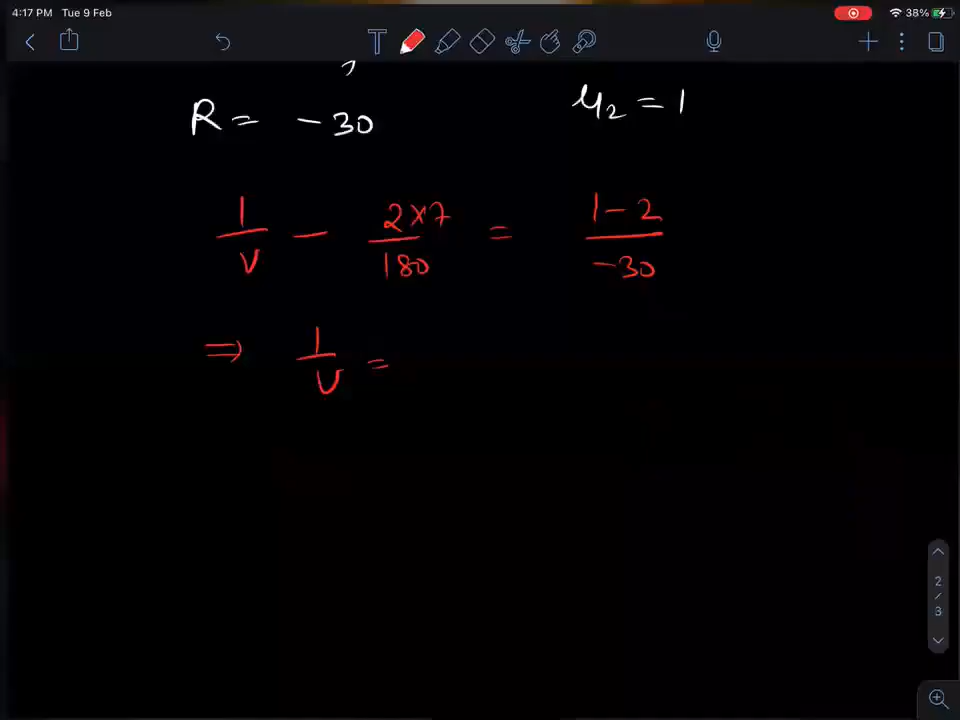 4:17 PM Tue 9 Feb 38%
T
R = -30
μ₂ = 1
1/v - 2×7/180 = 1-2/-30
⇒ 1/v =
2
/
3